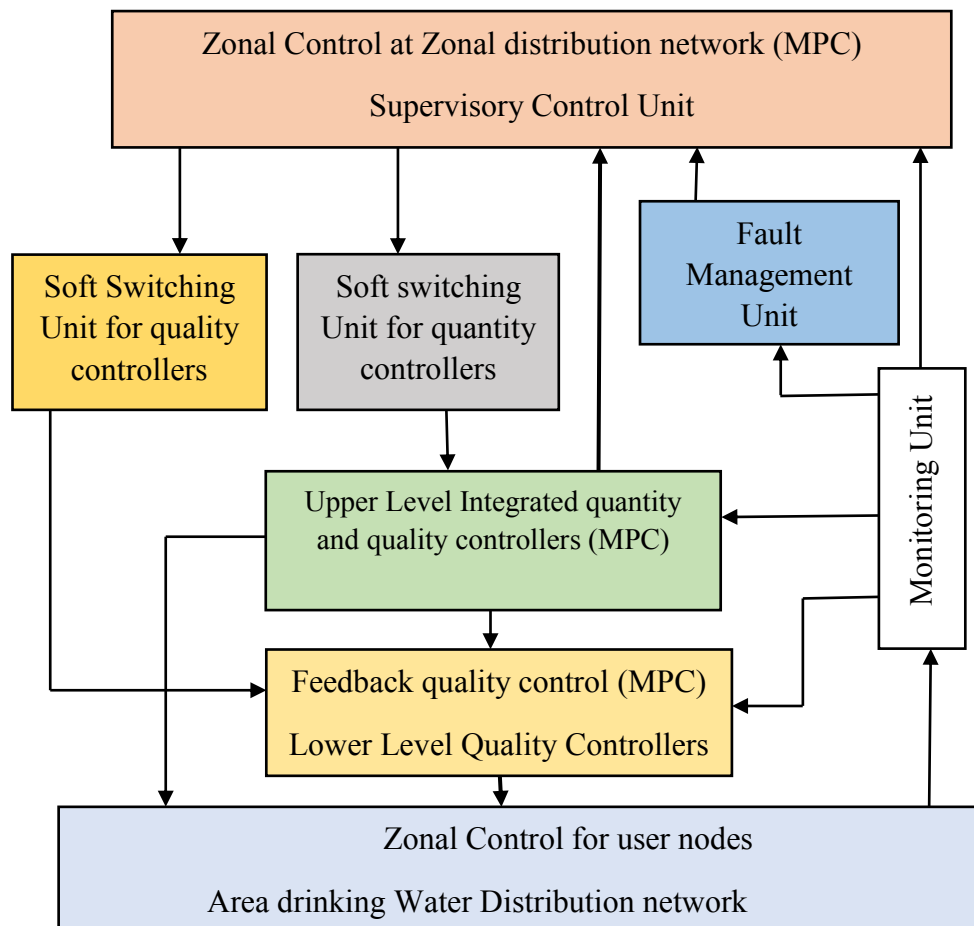 Zonal Control at Zonal distribution network (MPC)
Supervisory Control Unit
Soft Switching
Unit for quality
controllers
Soft switching
Unit for quantity
controllers
Fault
Management
Unit
Monitoring Unit
Upper Level Integrated quantity
and quality controllers (MPC)
Feedback quality control (MPC)
Lower Level Quality Controllers
Zonal Control for user nodes
Area drinking Water Distribution network